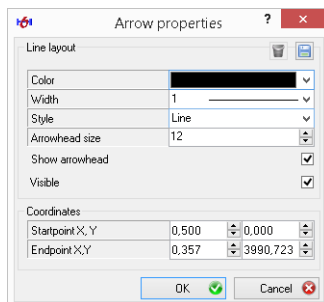 Arrow properties ?
Line layout
Color
Width 1
Style Line
Arrowhead size 12
Show arrowhead
Visible
Coordinates
Startpoint X, Y 0,500 0,000
Endpoint X,Y 0,357 3990,723
OK Cancel